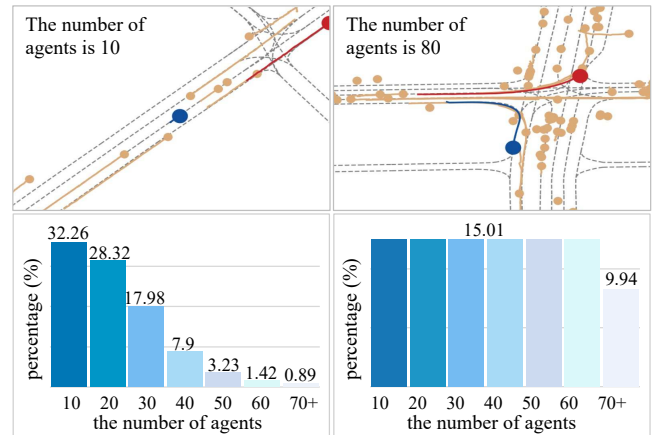 The number of
agents is 10
The number of
agents is 80
percentage (%)
32.26
28.32
17.98
7.9
3.23
1.42
0.89
10 20 30 40 50 60 70+
the number of agents
percentage (%)
15.01
9.94
10 20 30 40 50 60 70+
the number of agents